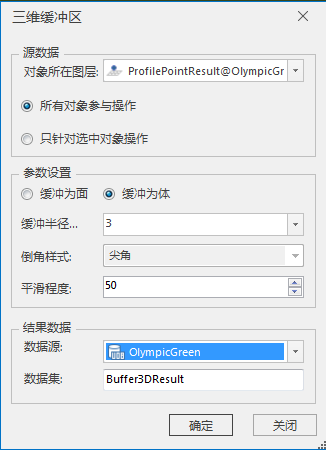 三维缓冲区
源数据
对象所在图层: ProfilePointResult@OlympicGr
所有对象参与操作
只针对选中对象操作
参数设置
缓冲为面 缓冲为体
缓冲半径... 3
倒角样式: 尖角
平滑程度: 50
结果数据
数据源: OlympicGreen
数据集: Buffer3DResult
确定 关闭